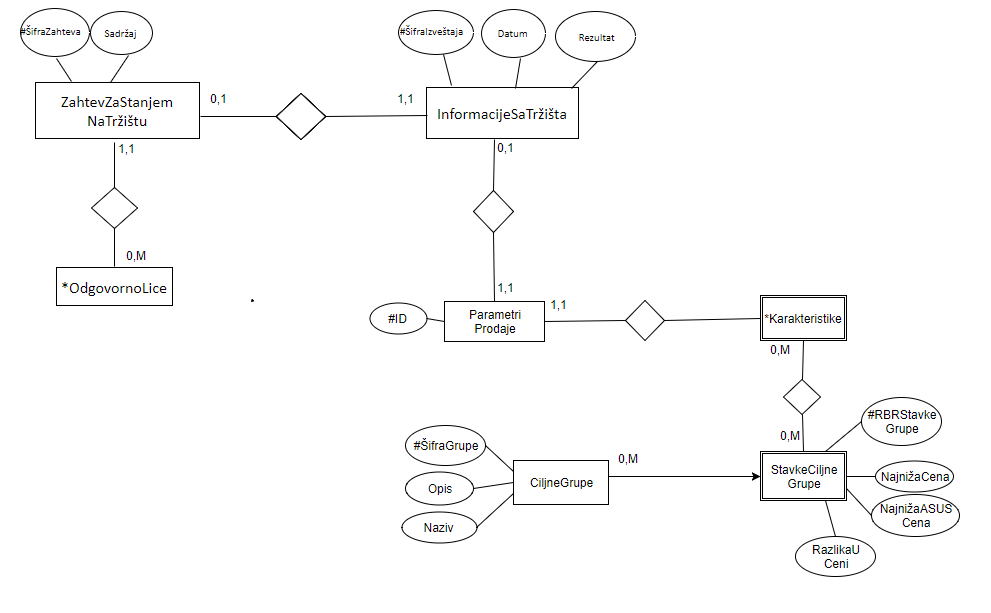 #ŠifraZahteva
Sadržaj
#ŠifraIzveštaja
Datum
Rezultat
ZahtevZaStanjem
NaTržištu
0,1
1,1
InformacijeSaTržišta
1,1
0,1
0,M
*OdgovornoLice
1,1
#ID
Parametri
Prodaje
1,1
*Karakteristike
0,M
0,M
#RBRStavke
Grupe
#ŠifraGrupe
Opis
Naziv
CiljneGrupe
0,M
StavkeCiljne
Grupe
NajnižaCena
NajnižaASUS
Cena
RazlikaU
Ceni